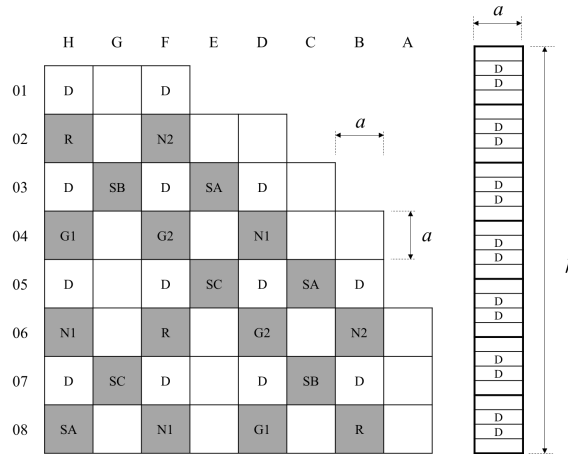 a
H G F E D C B A
01 D D
02 R N2
a
03 D SB D SA D
04 G1 G2 N1
a
05 D D SC D SA D
06 N1 R G2 N2
07 D SC D D SB D
08 SA N1 G1 R
D
D
D
D
D
D
D
D
D
D
D
D
D
D